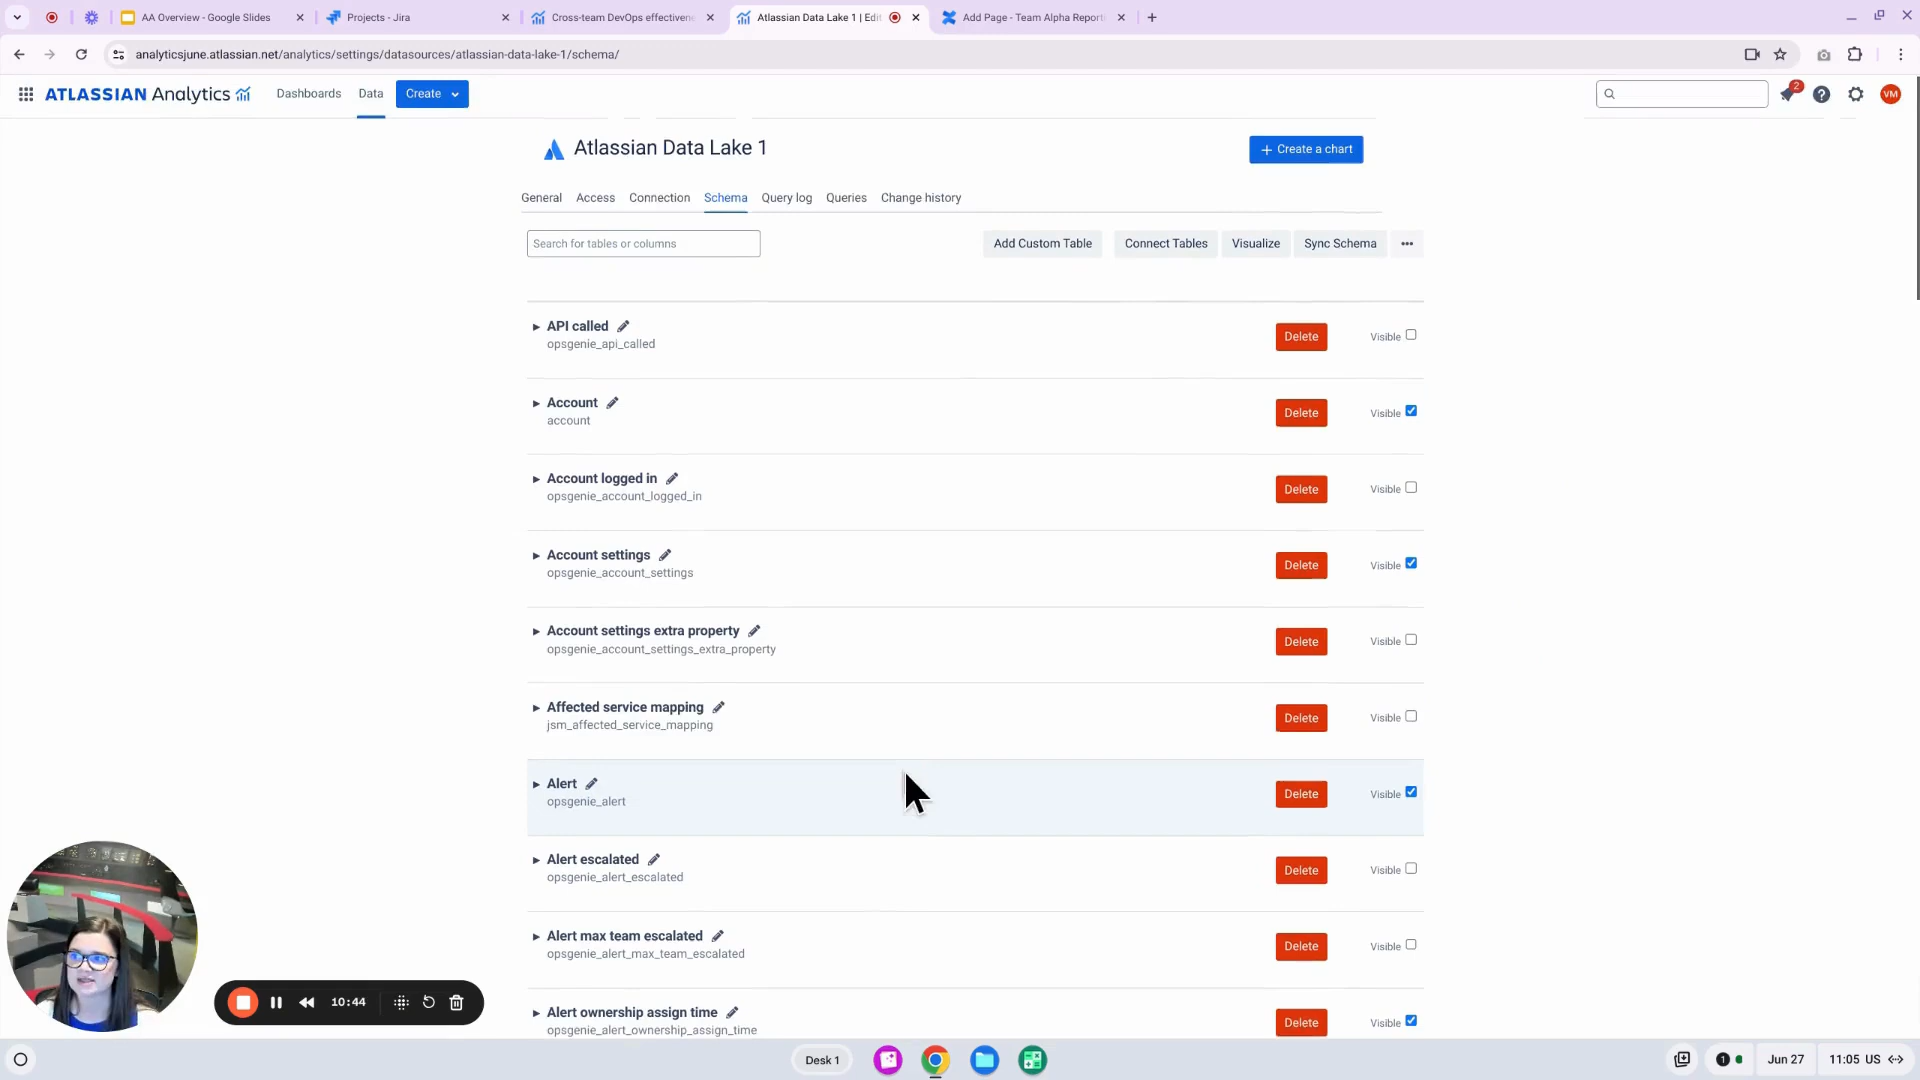 AA Overview - Google Slides
Projects - Jira
Cross-team DevOps effectivene
Atlassian Data Lake 1 | Edit
Add Page - Team Alpha Report
analyticsjune.atlassian.net/analytics/settings/datasources/atlassian-data-lake-1/schema/
ATLASSIAN Analytics
Dashboards
Data
Create
2
VM
Atlassian Data Lake 1
+ Create a chart
General
Access
Connection
Schema
Query log
Queries
Change history
Search for tables or columns
Add Custom Table
Connect Tables
Visualize
Sync Schema
API called
opsgenie_api_called
Delete
Visible
Account
account
Delete
Visible
Account logged in
opsgenie_account_logged_in
Delete
Visible
Account settings
opsgenie_account_settings
Delete
Visible
Account settings extra property
opsgenie_account_settings_extra_property
Delete
Visible
Affected service mapping
jsm_affected_service_mapping
Delete
Visible
Alert
opsgenie_alert
Delete
Visible
Alert escalated
opsgenie_alert_escalated
Delete
Visible
Alert max team escalated
opsgenie_alert_max_team_escalated
Delete
Visible
Alert ownership assign time
opsgenie_alert_ownership_assign_time
Delete
Visible
10:44
Desk 1
1
Jun 27
11:05 US